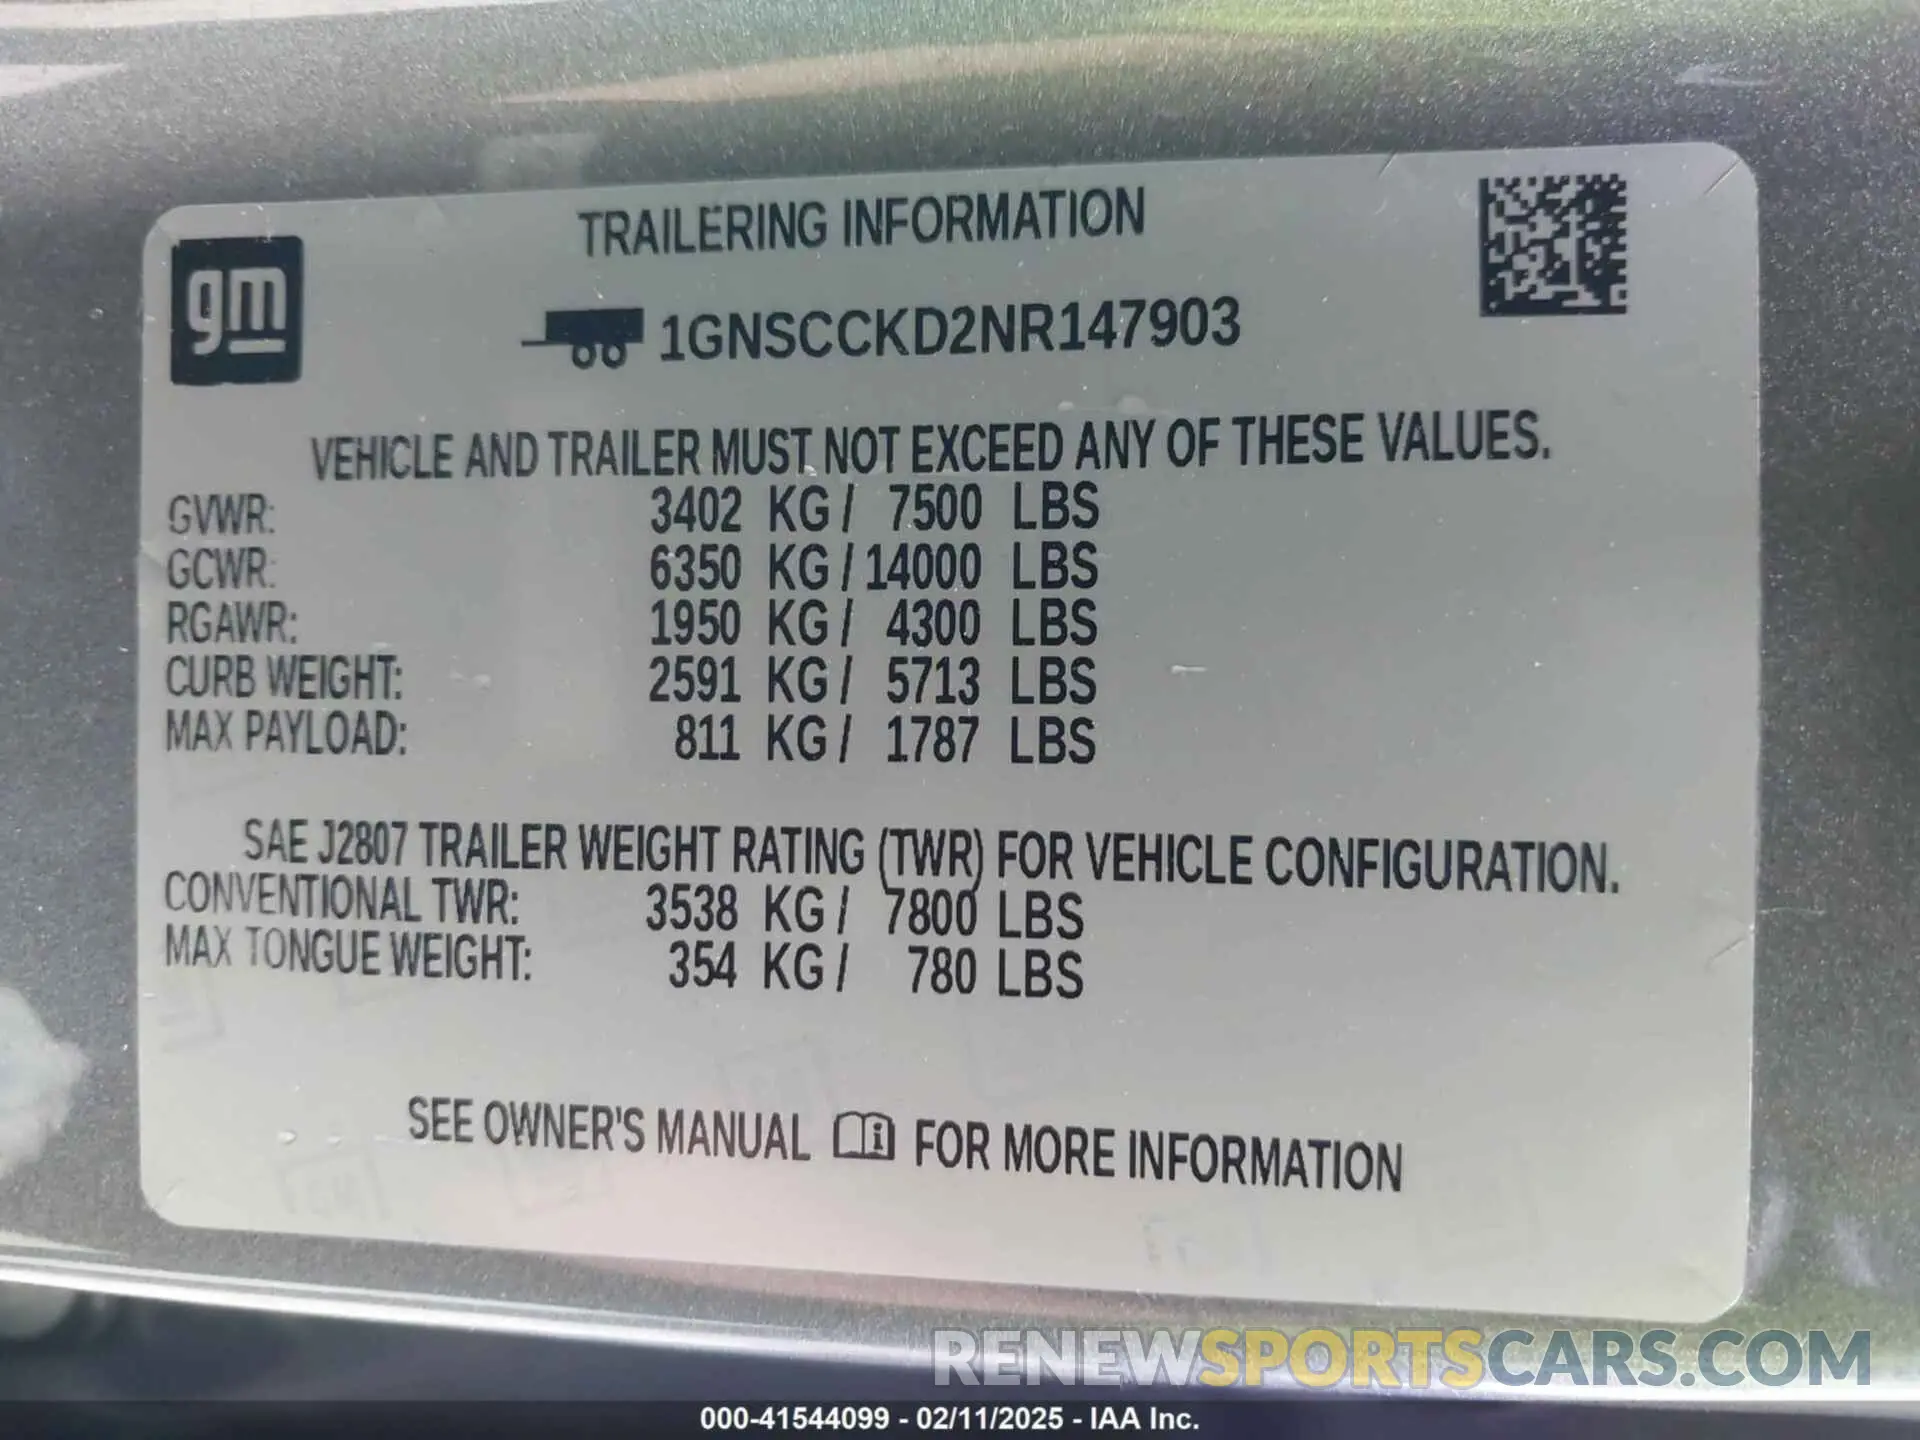 gm
TRAILERING INFORMATION
1GNSCCKD2NR147903
VEHICLE AND TRAILER MUST NOT EXCEED ANY OF THESE VALUES.
GVWR: 3402 KG / 7500 LBS
GCWR: 6350 KG / 14000 LBS
RGAWR: 1950 KG / 4300 LBS
CURB WEIGHT: 2591 KG / 5713 LBS
MAX PAYLOAD: 811 KG / 1787 LBS
SAE J2807 TRAILER WEIGHT RATING (TWR) FOR VEHICLE CONFIGURATION.
CONVENTIONAL TWR: 3538 KG / 7800 LBS
MAX TONGUE WEIGHT: 354 KG / 780 LBS
SEE OWNER'S MANUAL i FOR MORE INFORMATION
RENEWSPORTSCARS.COM
000-41544099 - 02/11/2025 - IAA Inc.